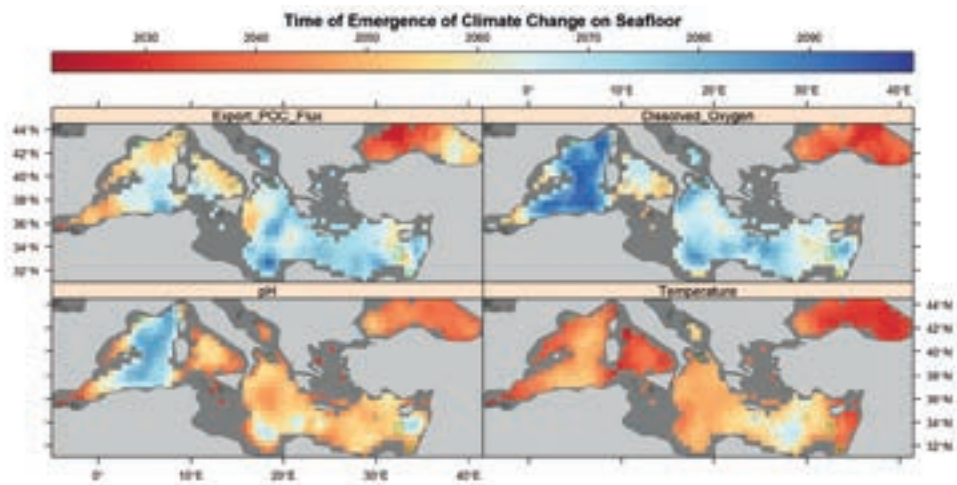 Time of Emergence of Climate Change on Seafloor
2030 2040 2050 2060 2070 2080 2090
0° 10°E 20°E 30°E 40°E
Export_POC_Flux Dissolved_Oxygen
44°N
42°N
40°N
38°N
36°N
34°N
32°N
pH Temperature
44°N
42°N
40°N
38°N
36°N
34°N
32°N
0° 10°E 20°E 30°E 40°E